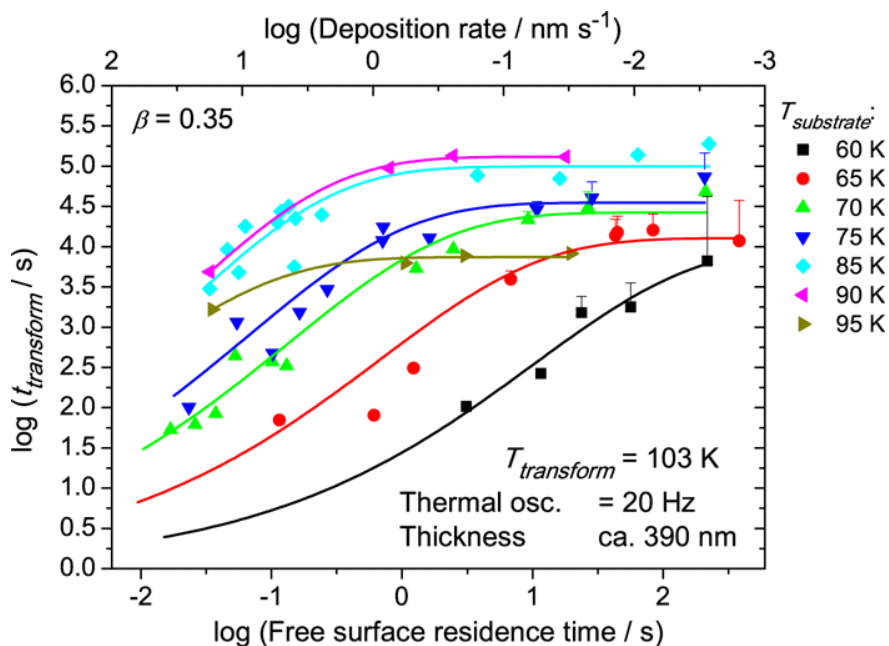 log (Deposition rate / nm s⁻¹)
2 1 0 -1 -2 -3
6.0
5.5
5.0
4.5
4.0
3.5
3.0
2.5
2.0
1.5
1.0
0.5
0.0
log (t_transform / s)
β = 0.35
T_transform = 103 K
Thermal osc. = 20 Hz
Thickness ca. 390 nm
-2 -1 0 1 2
log (Free surface residence time / s)
T_substrate:
60 K
65 K
70 K
75 K
85 K
90 K
95 K